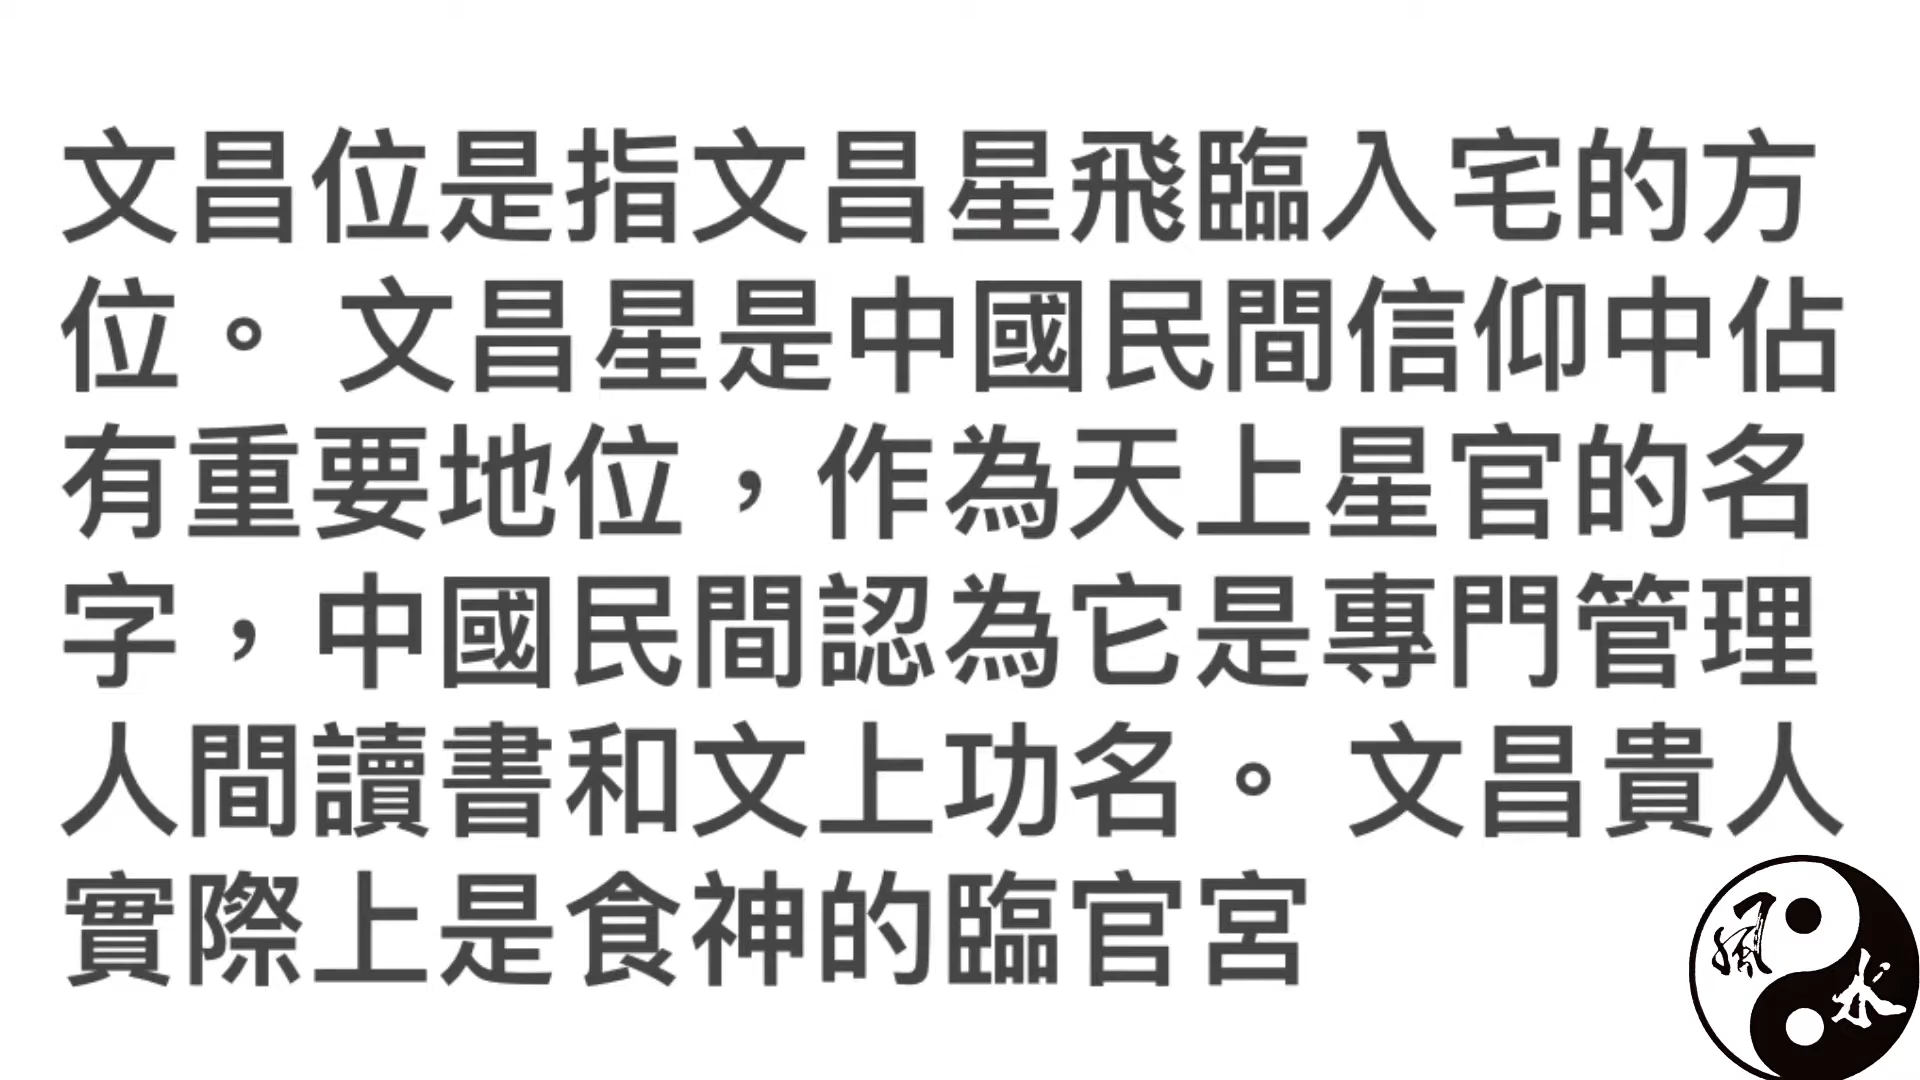 文昌位是指文昌星飛臨入宅的方
位。 文昌星是中國民間信仰中佔
有重要地位，作為天上星官的名
字，中國民間認為它是專門管理
人間讀書和文上功名。 文昌貴人
實際上是食神的臨官宮
風水